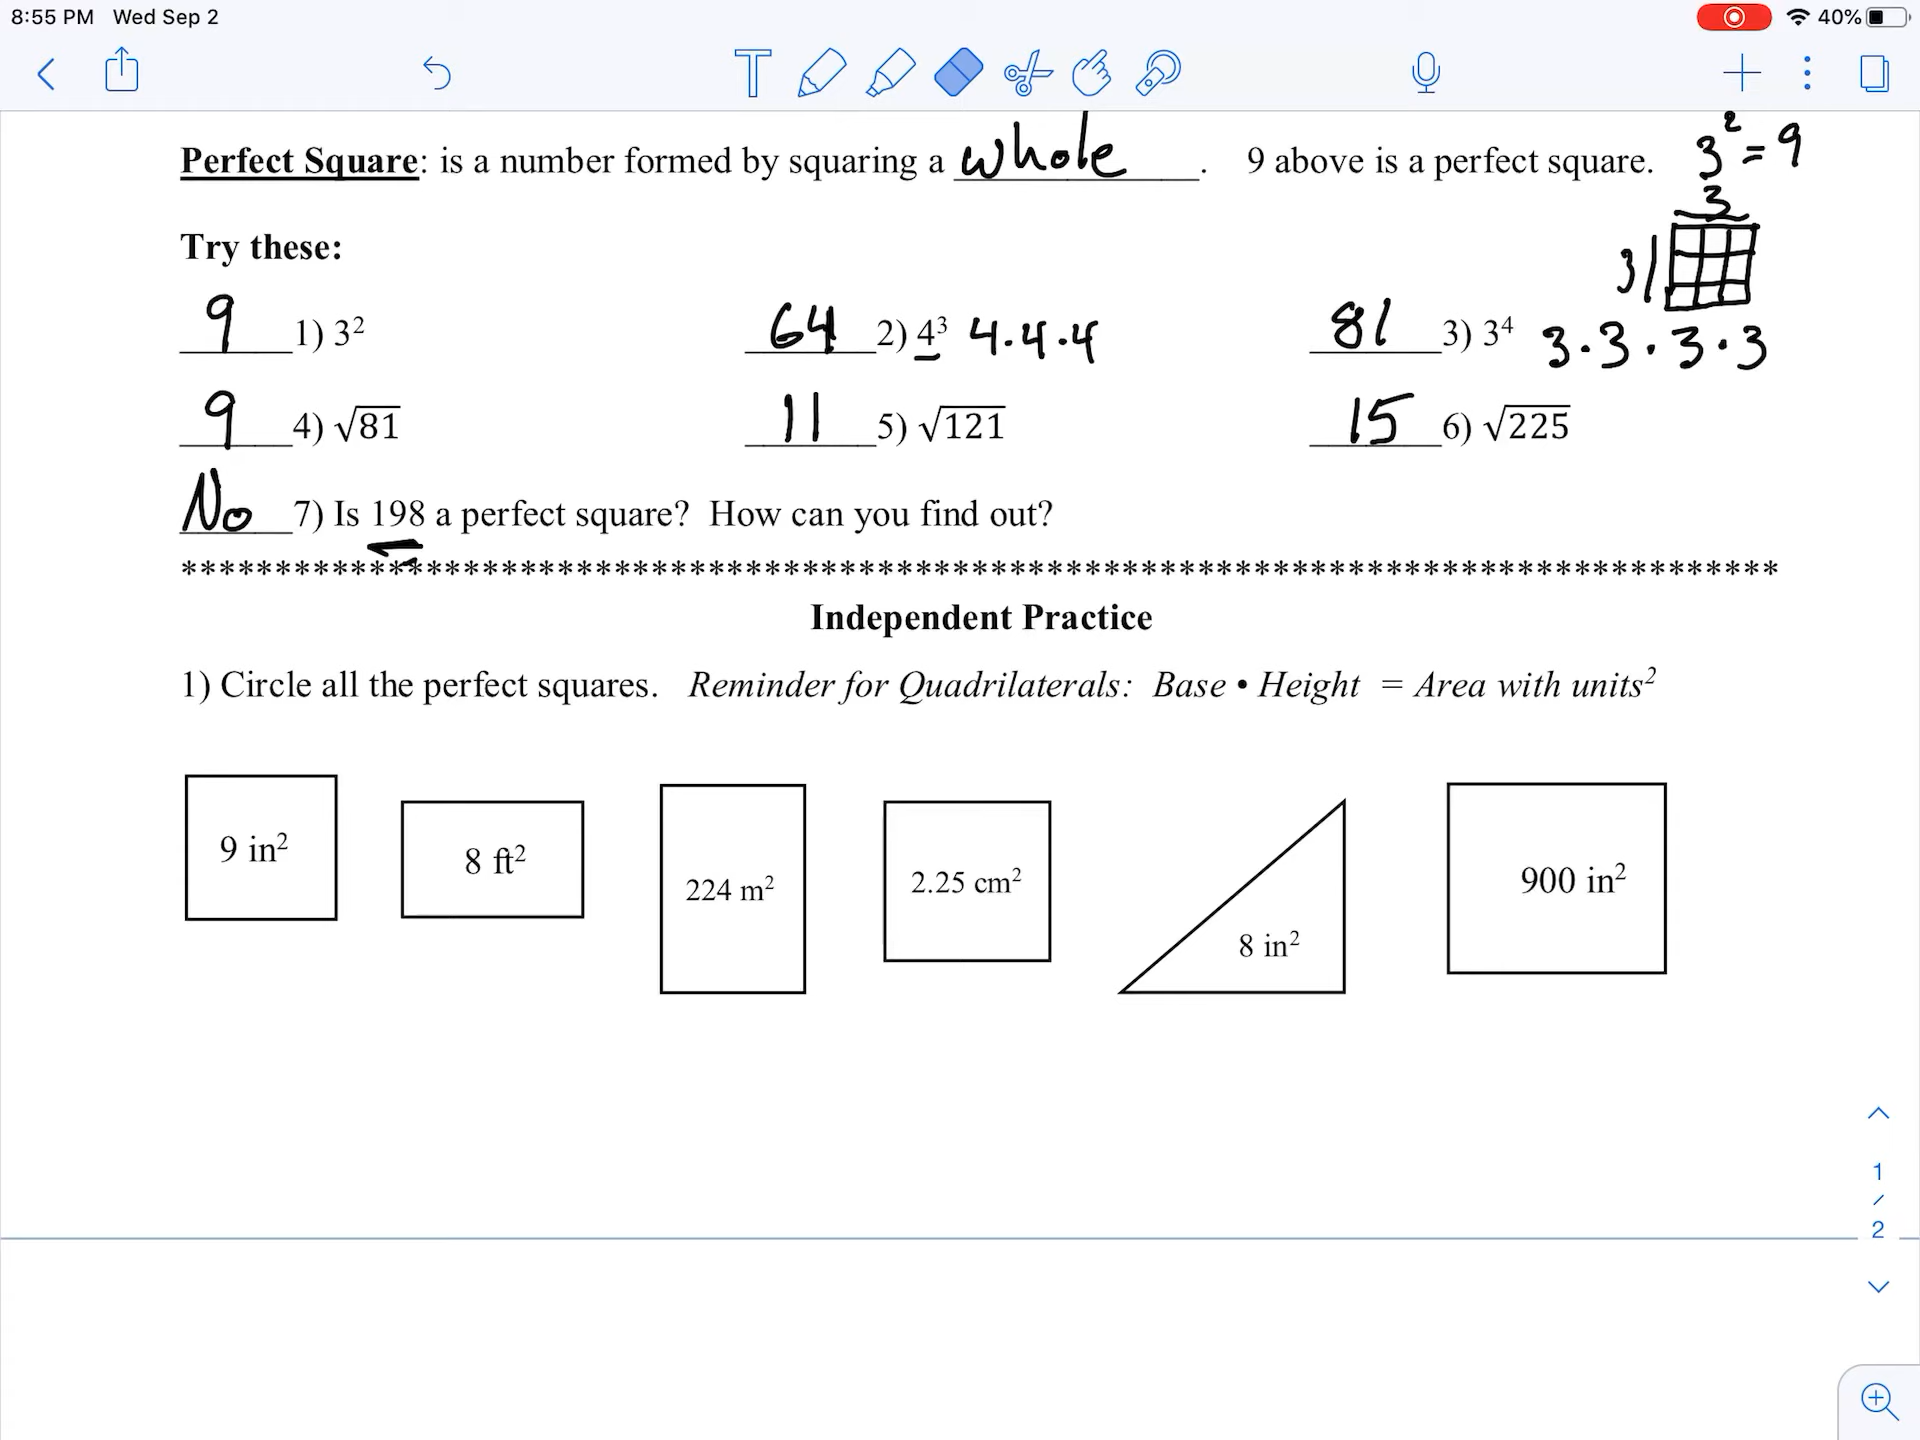 8:55 PM Wed Sep 2 40%
T
Perfect Square: is a number formed by squaring a whole. 9 above is a perfect square. 3² = 9
3
Try these:
3
9 1) 3² 64 2) 4³ 4·4·4 81 3) 3⁴ 3·3·3·3
9 4) √81 11 5) √121 15 6) √225
No 7) Is 198 a perfect square? How can you find out?
*************************************************************************************
Independent Practice
1) Circle all the perfect squares. Reminder for Quadrilaterals: Base • Height = Area with units²
9 in² 8 ft² 224 m² 2.25 cm² 8 in² 900 in²
1
/
2